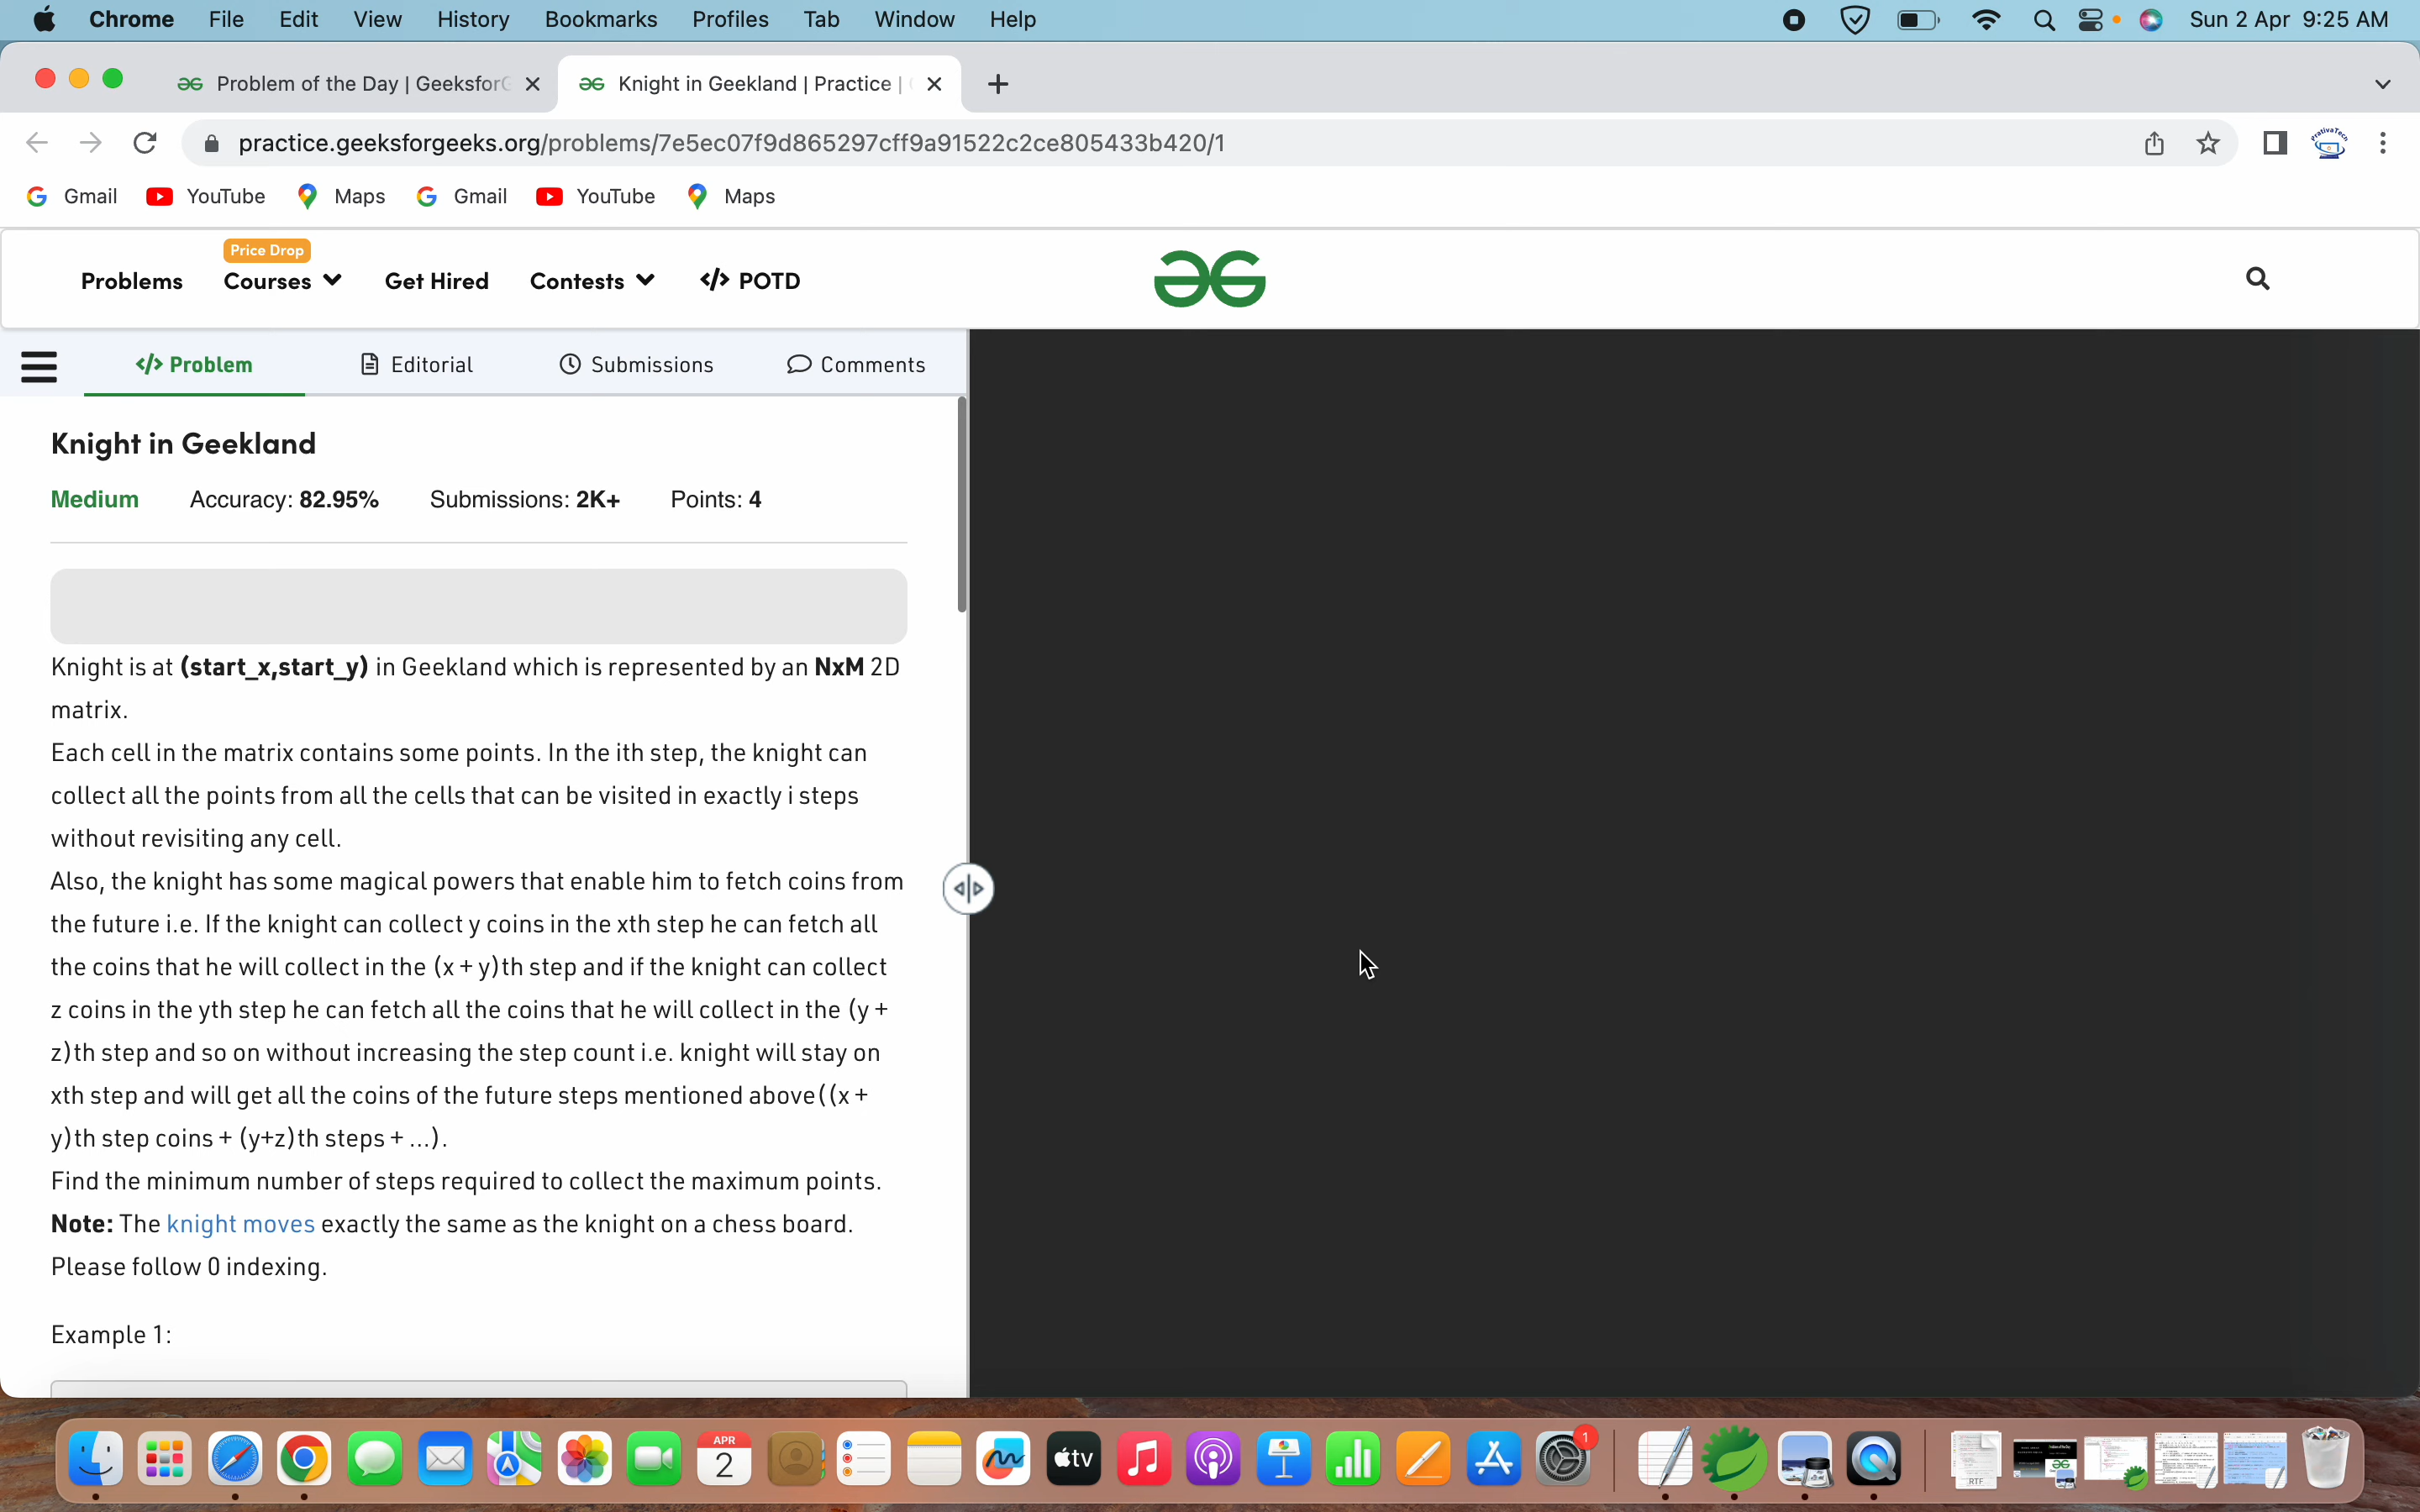 Chrome File Edit View History Bookmarks Profiles Tab Window Help Sun 2 Apr 9:25 AM
Problem of the Day | Geeksfor
Knight in Geekland | Practice |
practice.geeksforgeeks.org/problems/7e5ec07f9d865297cff9a91522c2ce805433b420/1
Gmail YouTube Maps Gmail YouTube Maps
Price Drop
Problems Courses Get Hired Contests </> POTD
</> Problem Editorial Submissions Comments
Knight in Geekland
Medium Accuracy: 82.95% Submissions: 2K+ Points: 4
Knight is at (start_x,start_y) in Geekland which is represented by an NxM 2D
matrix.
Each cell in the matrix contains some points. In the ith step, the knight can
collect all the points from all the cells that can be visited in exactly i steps
without revisiting any cell.
Also, the knight has some magical powers that enable him to fetch coins from
the future i.e. If the knight can collect y coins in the xth step he can fetch all
the coins that he will collect in the (x + y)th step and if the knight can collect
z coins in the yth step he can fetch all the coins that he will collect in the (y +
z)th step and so on without increasing the step count i.e. knight will stay on
xth step and will get all the coins of the future steps mentioned above((x +
y)th step coins + (y+z)th steps + ...).
Find the minimum number of steps required to collect the maximum points.
Note: The knight moves exactly the same as the knight on a chess board.
Please follow 0 indexing.
Example 1:
APR
2
tv
1
RTF